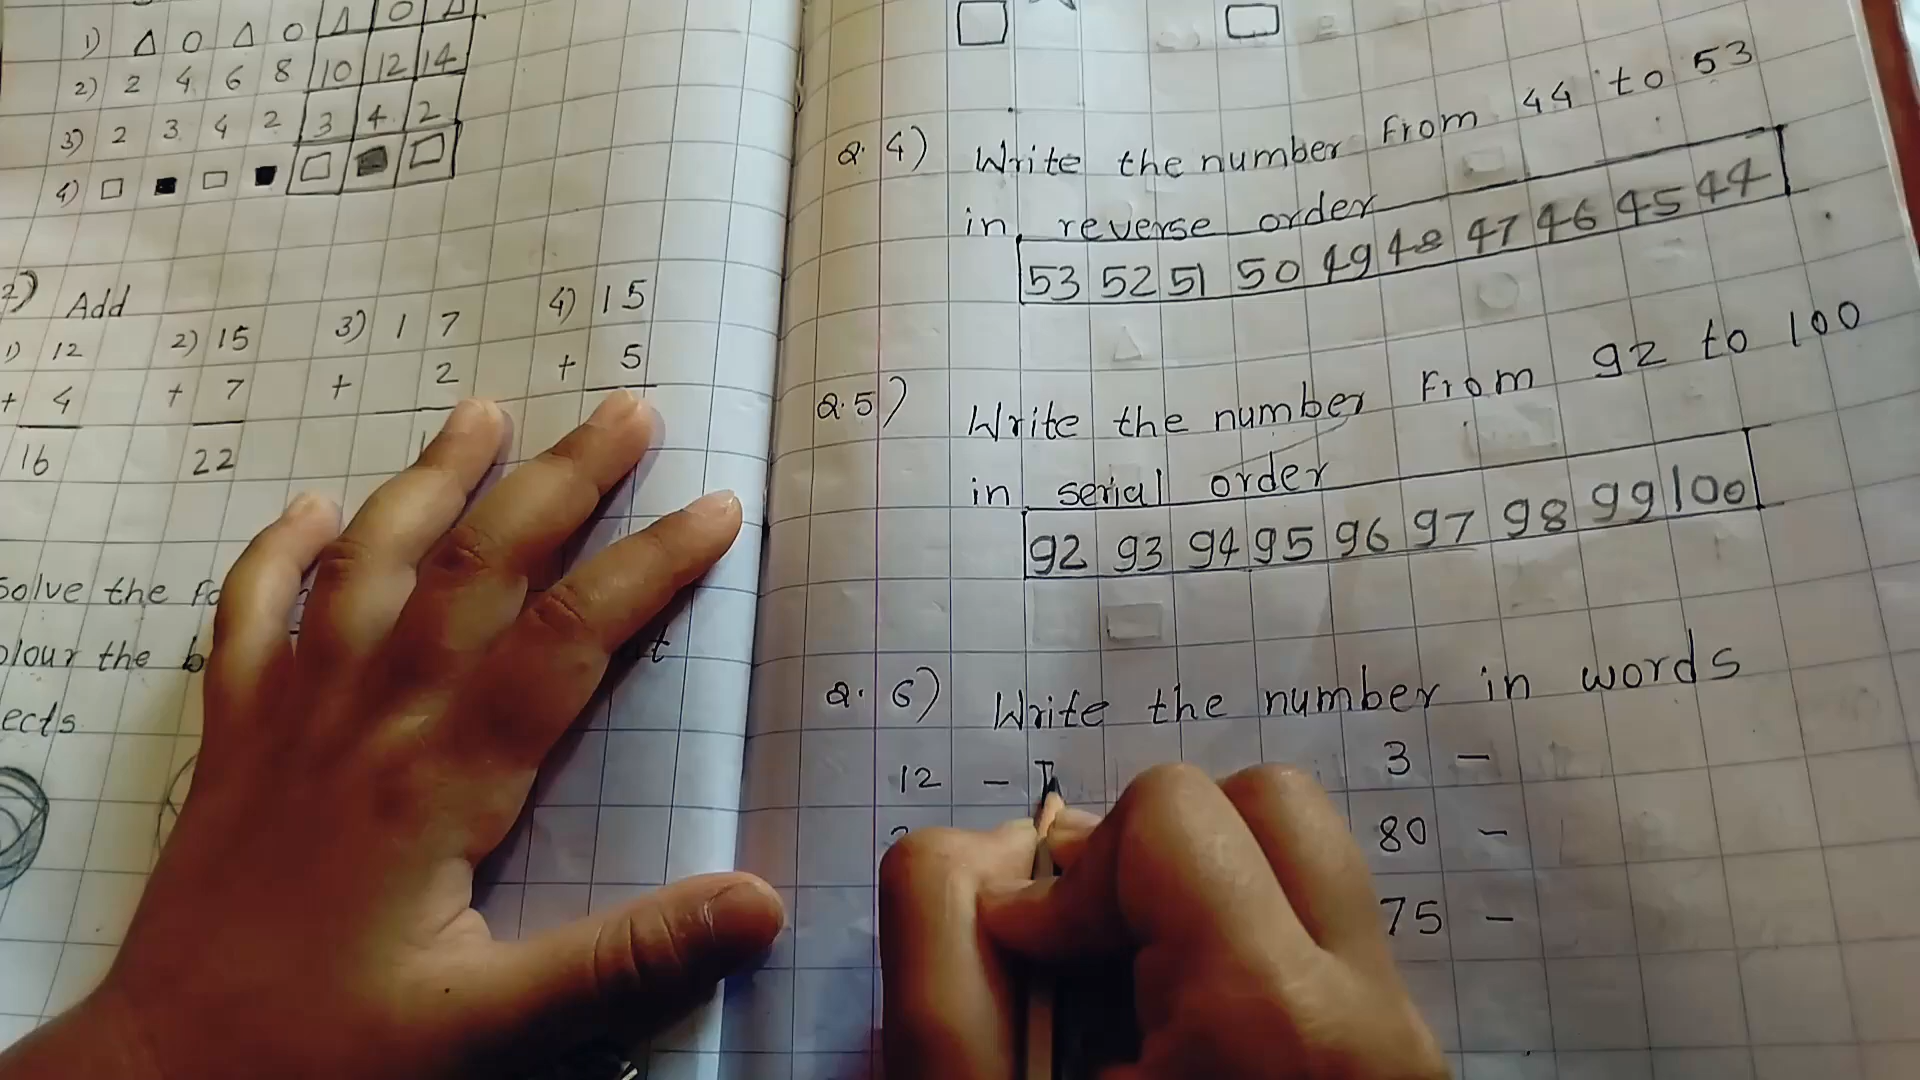 1) △ ○ △ ○ △ ○ △
2) 2 4 6 8 10 12 14
3) 2 3 4 2 3 4 2
4) □ ■ □ ■ □ ■ □
2) Add
1) 12 2) 15 3) 17 4) 15
+ 4 + 7 + 2 + 5
16 22
Solve the
colour the
ects
Q. 4) Write the number From 44 to 53
in reverse order
53 52 51 50 49 48 47 46 45 44
Q.5) Write the number From 92 to 100
in serial order
92 93 94 95 96 97 98 99 100
Q. 6) Write the number in words
12 - T 3 -
80 -
75 -